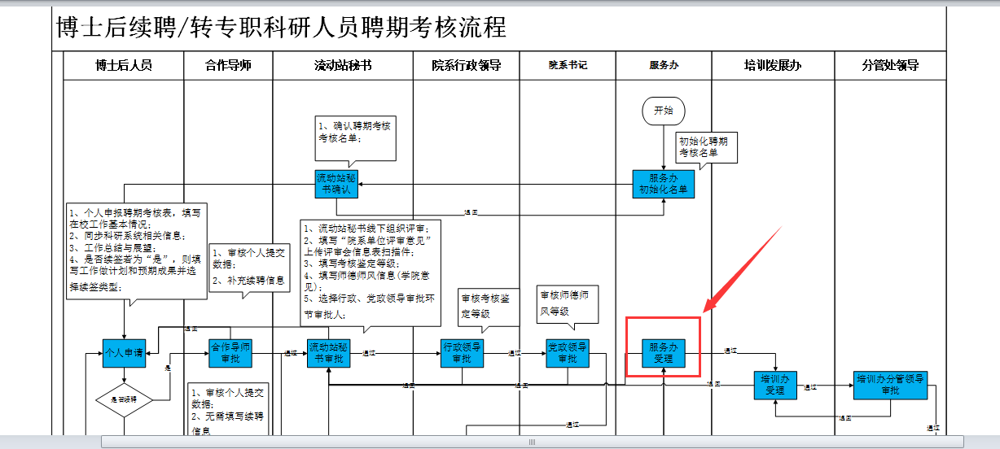 博士后续聘/转专职科研人员聘期考核流程
博士后人员
合作导师
流动站秘书
院系行政领导
院系书记
服务办
培训发展办
分管处领导
开始
1、确认聘期考核
考核名单；
初始化聘期
考核名单
流动站秘
书确认
服务办
初始化名单
退回
1、个人申报聘期考核表，填写
在校工作基本情况；
2、同步科研系统相关信息；
3、工作总结与展望；
4、是否续签若为“是”，则填
写工作做计划和预期成果并选
择续签类型；
1、审核个人提交
数据；
2、补充续聘信息
1、流动站秘书线下组织评审；
2、填写“院系单位评审意见”
上传评审会信息表扫描件；
3、填写考核鉴定等级；
4、填写师德师风信息(学院意
见)；
5、选择行政、党政领导审批环
节审批人；
审核考核鉴
定等级
审核师德师
风等级
退回
个人申请
合作导师
审批
通过
流动站秘
书审批
通过
行政领导
审批
通过
党政领导
审批
服务办
受理
通过
是
退回
退回
退回
培训办
受理
通过
培训办分管领导
审批
是否续聘
1、审核个人提交
数据；
2、无需填写续聘
信息
退回
通过
通过